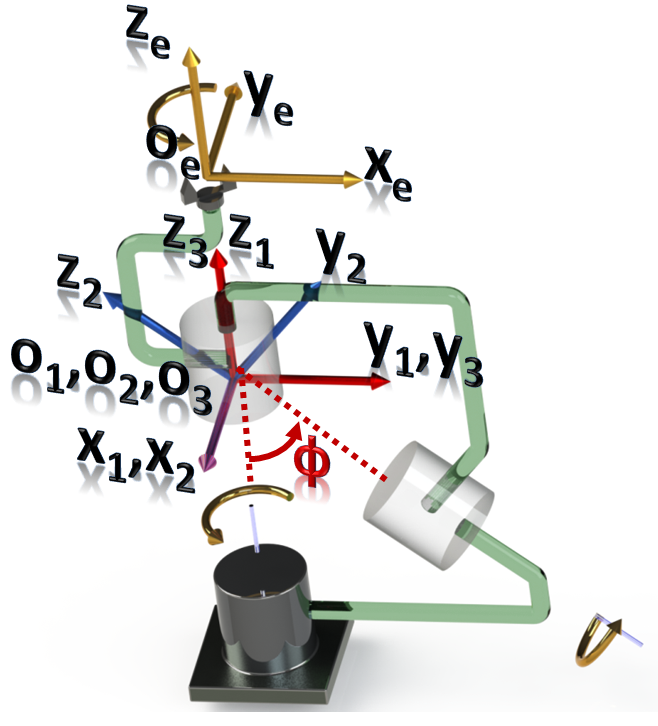 ze
ye
oe
xe
z3 z1
y2
z2
y1,y3
o1,o2,o3
x1,x2
ϕ